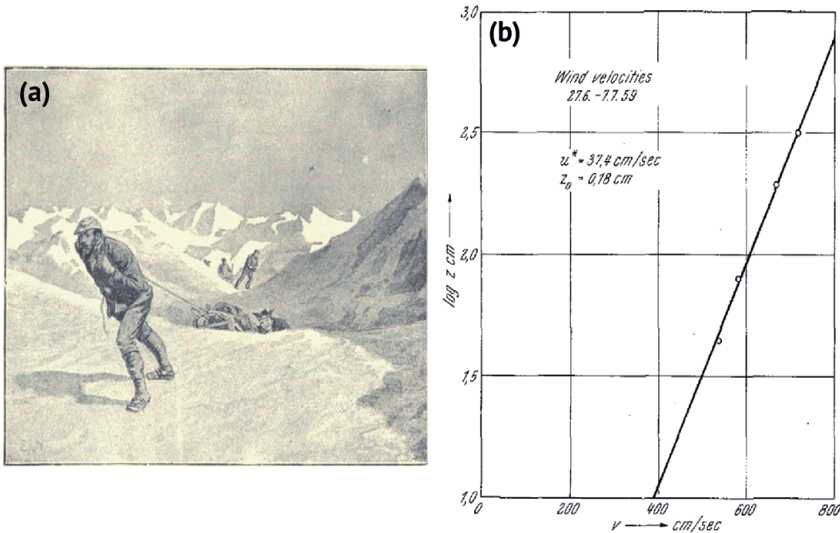 (a)
(b)
3,0
2,5
2,0
1,5
1,0
log z cm
Wind velocities
27.6. - 7.7. 59
u* = 37,4 cm/sec
z₀ = 0,18 cm
0
200
400
600
800
v → cm/sec